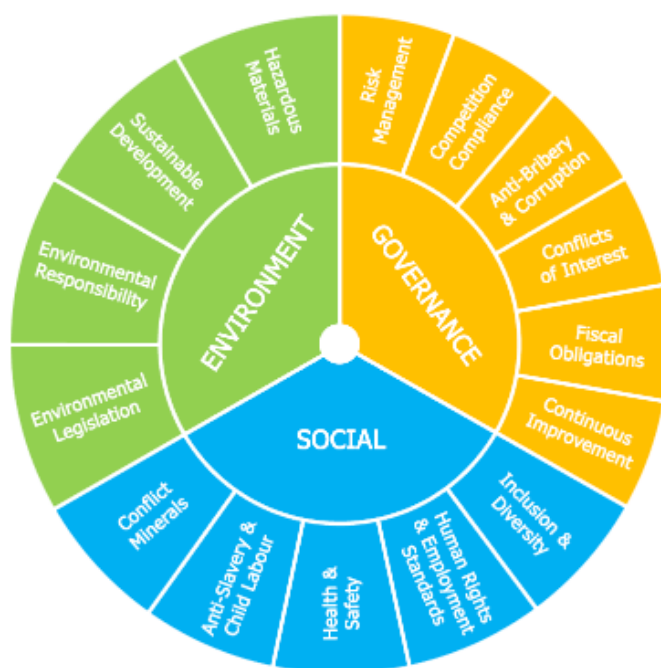 ENVIRONMENT
Hazardous
Materials
Sustainable
Development
Environmental
Responsibility
Environmental
Legislation
GOVERNANCE
Risk
Management
Competition
Compliance
Anti-Bribery
& Corruption
Conflicts
of Interest
Fiscal
Obligations
Continuous
Improvement
SOCIAL
Inclusion &
Diversity
Human Rights
& Employment
Standards
Health &
Safety
Anti-Slavery &
Child Labour
Conflict
Minerals